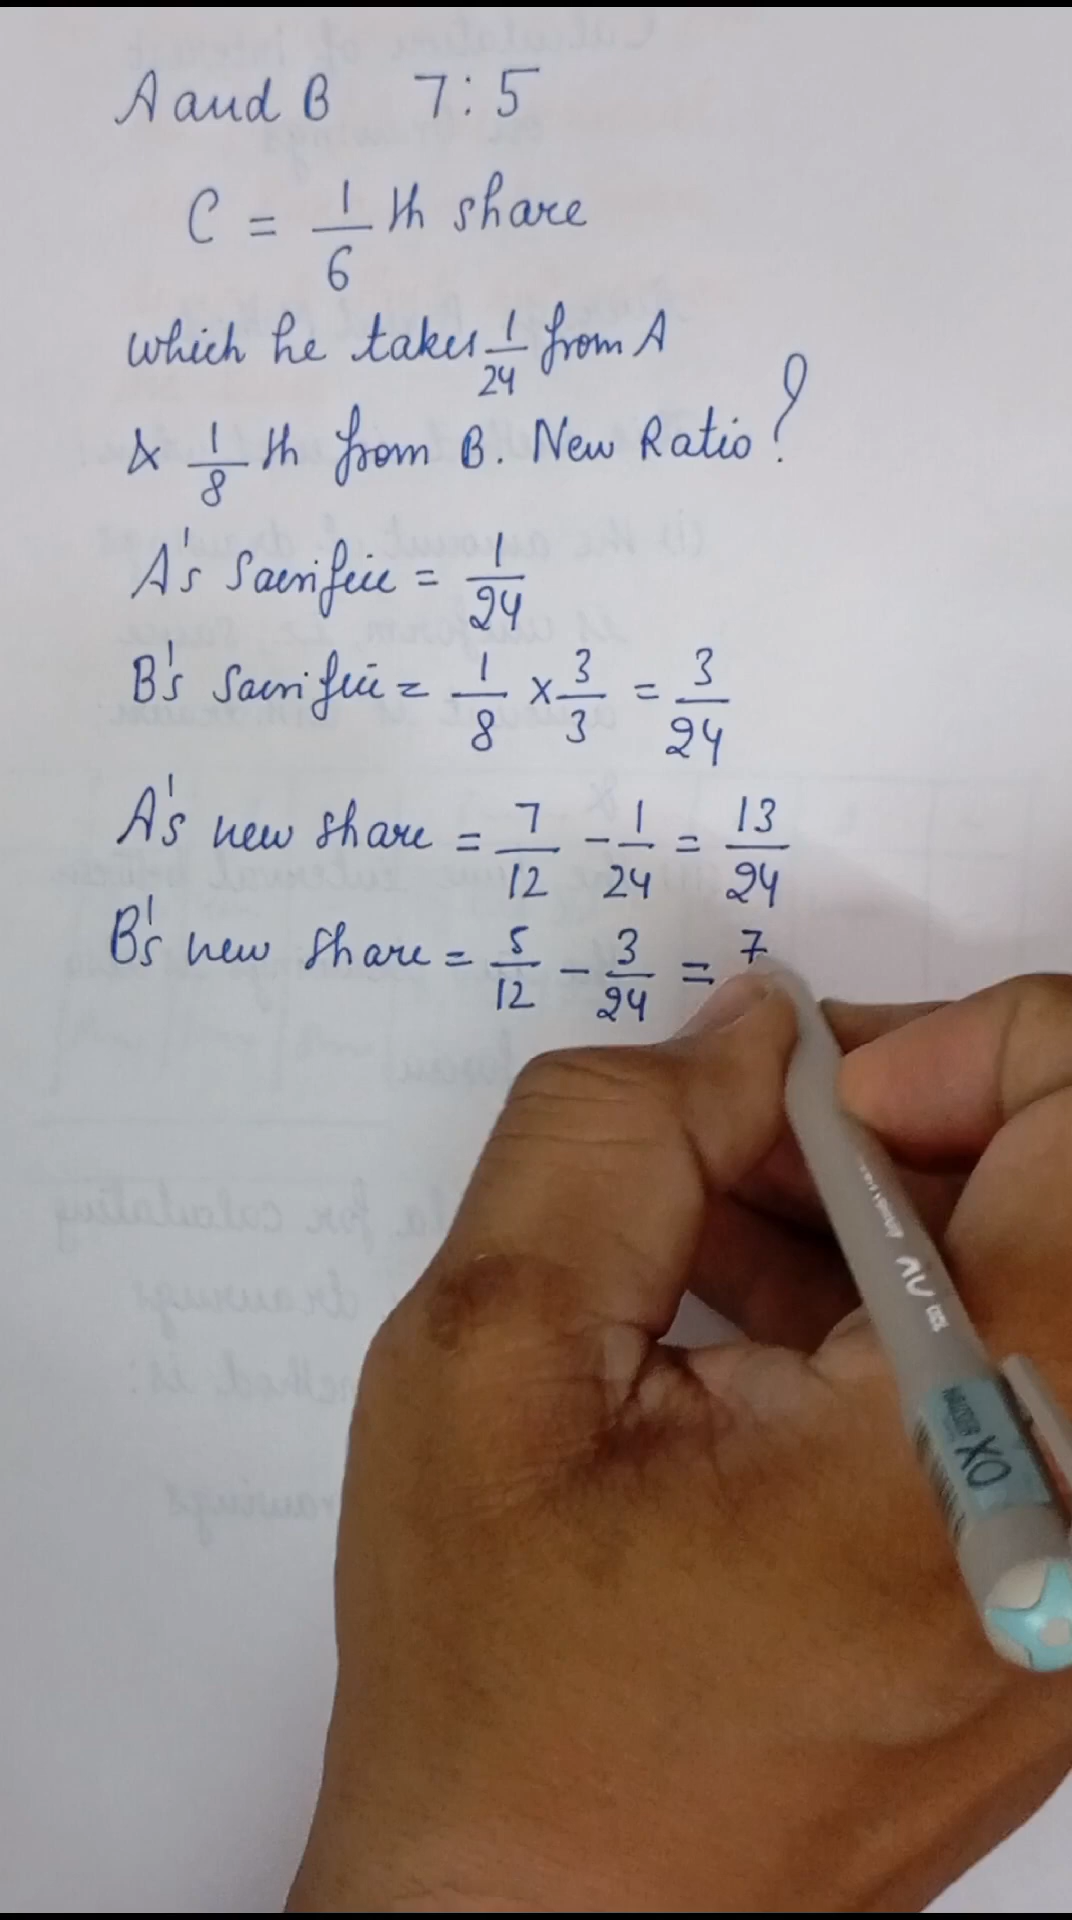 A and B 7:5
C = 1/6 th share
which he takes 1/24 from A
& 1/8 th from B. New Ratio?
A's Sacrifice = 1/24
B's Sacrifice = 1/8 × 3/3 = 3/24
A's new share = 7/12 - 1/24 = 13/24
B's new share = 5/12 - 3/24 = 7
HAUSER XO